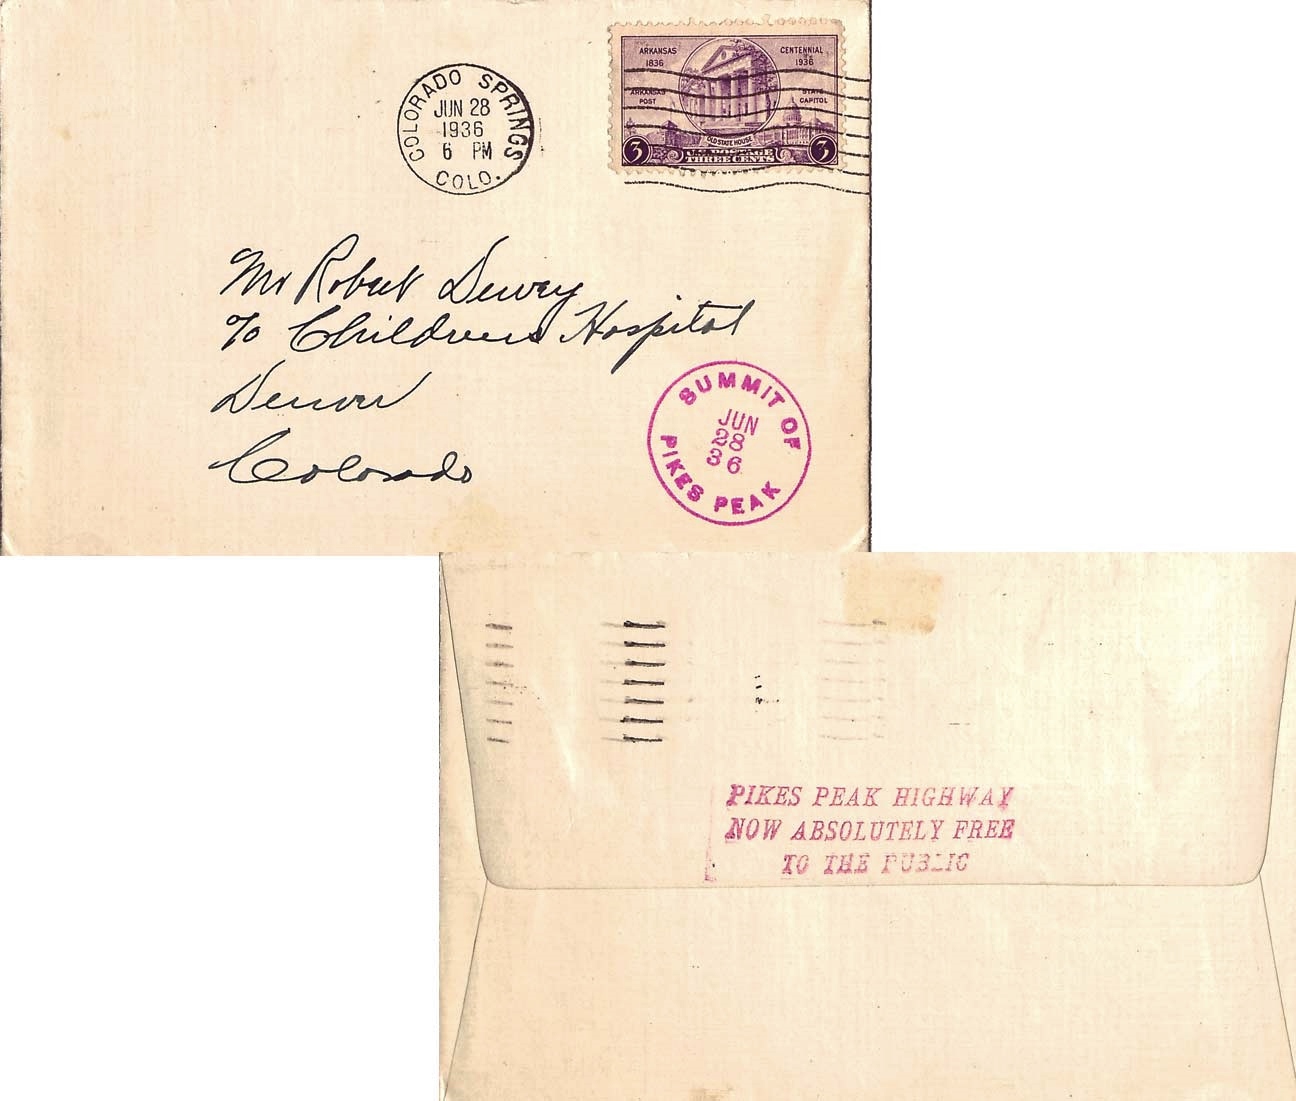 COLORADO SPRINGS
JUN 28
1936
6 PM
COLO.
ARKANSAS
1836
CENTENNIAL
1936
ARKANSAS
POST
STATE
CAPITOL
OLD STATE HOUSE
3
U.S. POSTAGE
THREE CENTS
3
Mr Robert Dewey
c/o Childrens Hospital
Denver
Colorado
SUMMIT OF
JUN
28
36
PIKES PEAK
PIKES PEAK HIGHWAY
NOW ABSOLUTELY FREE
TO THE PUBLIC